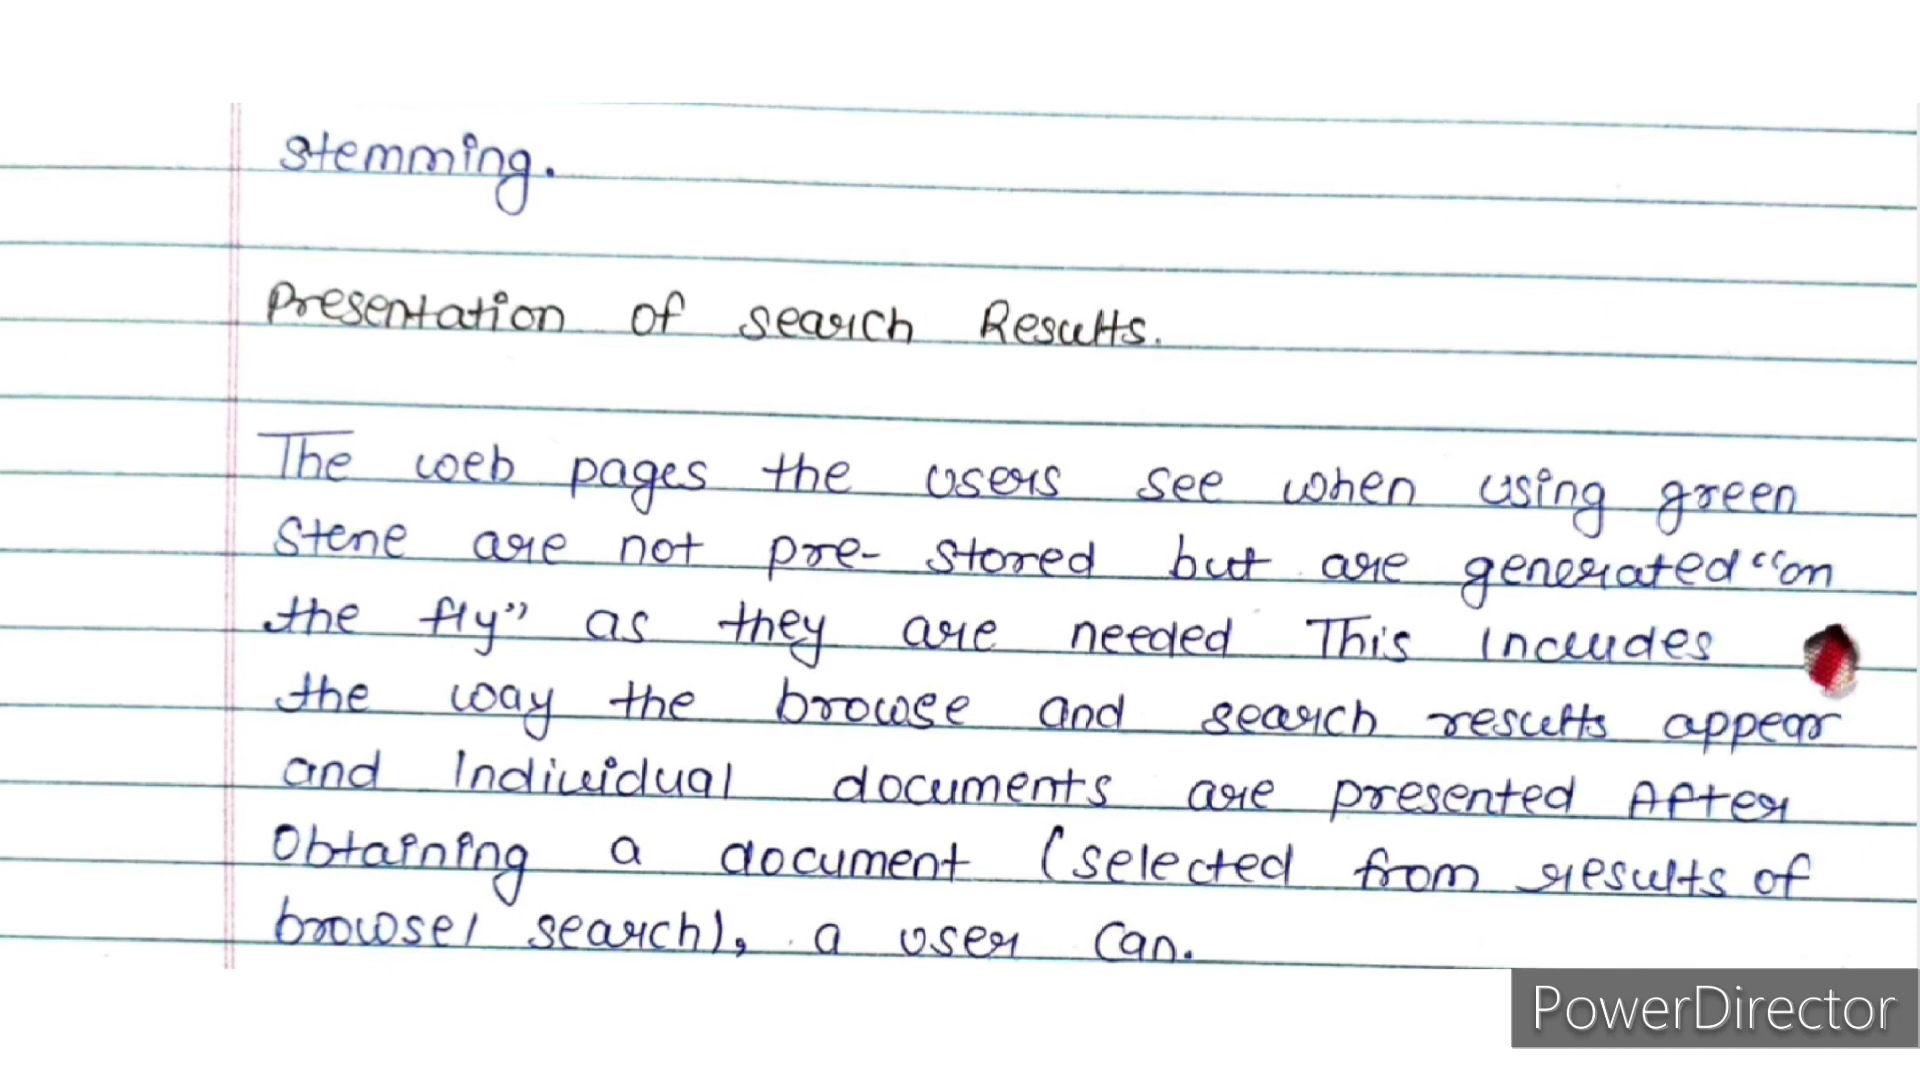 stemming.
Presentation of search Results.
The web pages the users see when using green
Stene are not pre- stored but are generated "on
the fly" as they are needed This includes
the way the browse and search results appear
and Individual documents are presented After
Obtaining a document (selected from results of
browse/ search), a user can.
PowerDirector